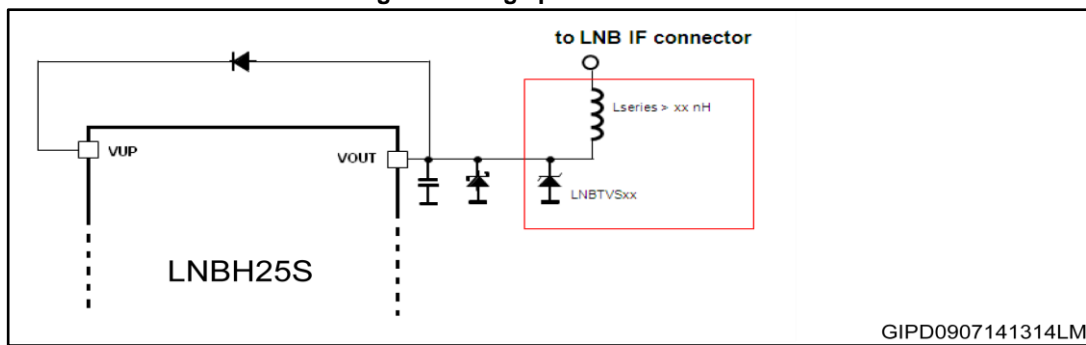 to LNB IF connector
Lseries > xx nH
VUP
VOUT
LNBTVSxx
LNBH25S
GIPD0907141314LM